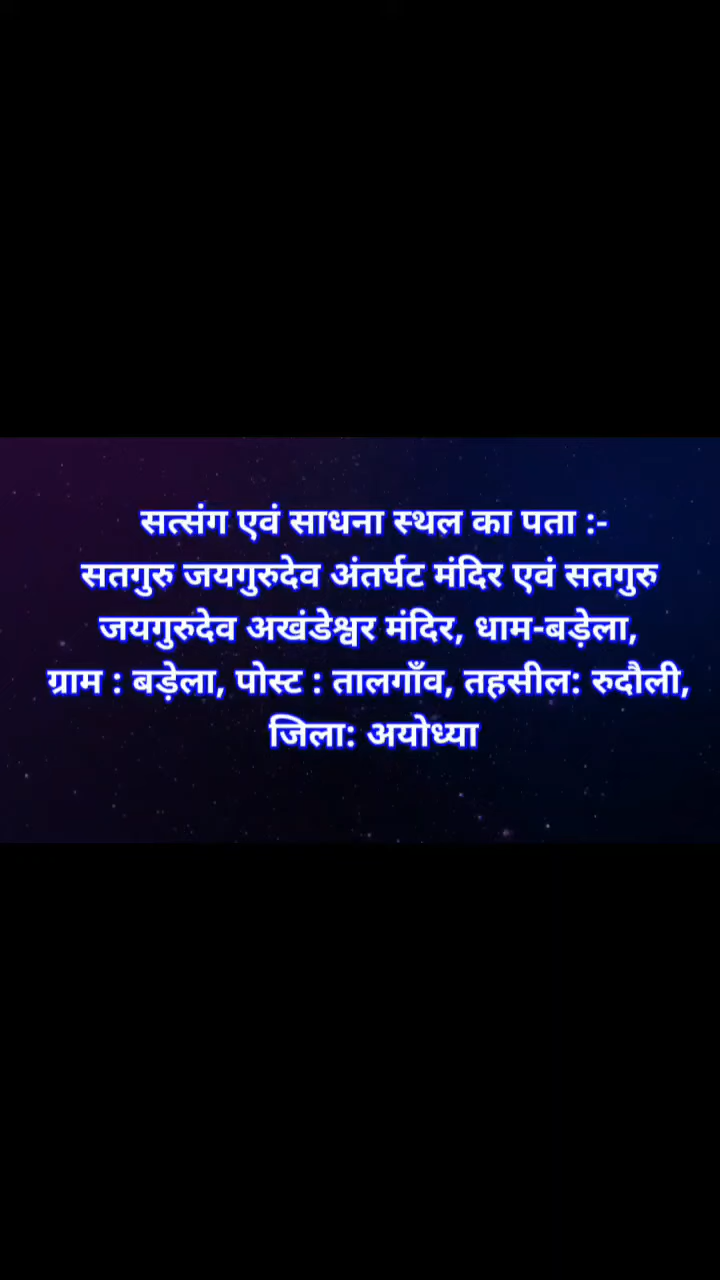 सत्संग एवं साधना स्थल का पता :-
सतगुरु जयगुरुदेव अंतर्घट मंदिर एवं सतगुरु
जयगुरुदेव अखंडेश्वर मंदिर, धाम-बड़ेला,
ग्राम : बड़ेला, पोस्ट : तालगाँव, तहसील: रुदौली,
जिला: अयोध्या